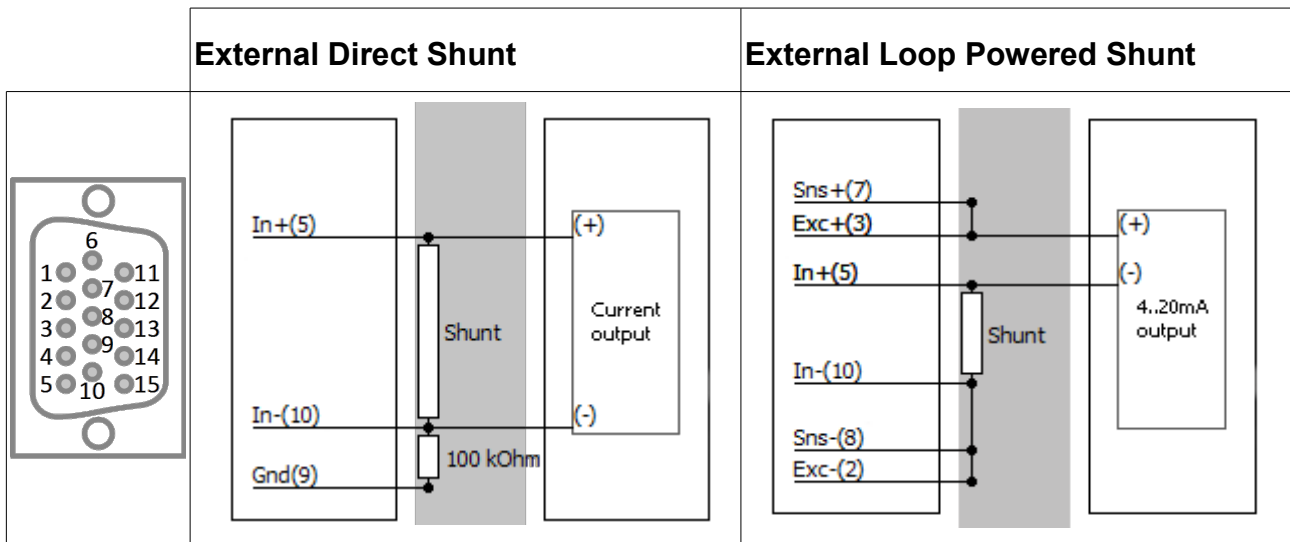 External Direct Shunt
External Loop Powered Shunt
6
1
11
7
2
12
8
3
13
9
4
14
5
10
15
In+(5)
(+)
Shunt
Current
output
In-(10)
(-)
100 kOhm
Gnd(9)
Sns+(7)
Exc+(3)
(+)
In+(5)
(-)
4..20mA
output
Shunt
In-(10)
Sns-(8)
Exc-(2)